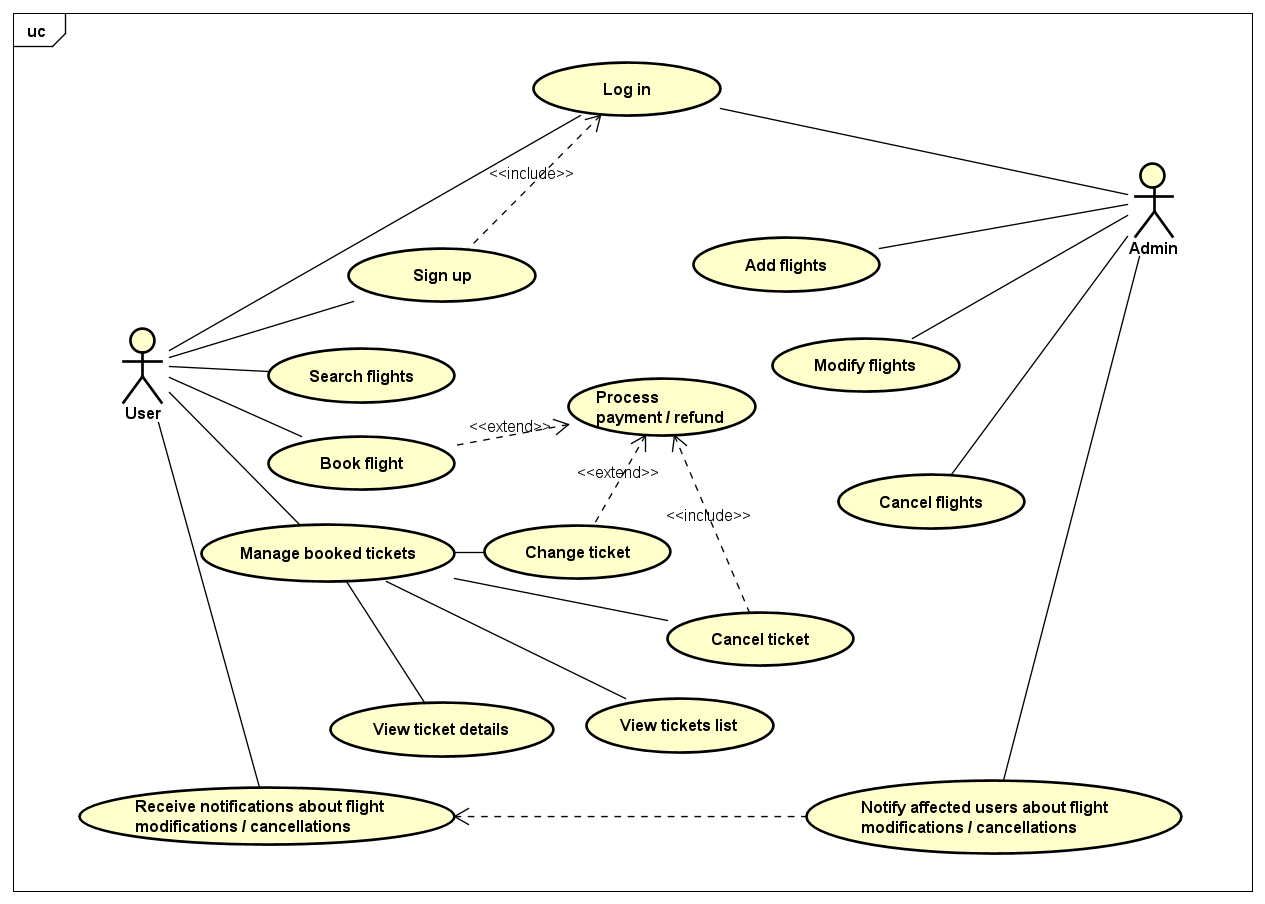 uc
Log in
<<include>>
Admin
Sign up
Add flights
Search flights
Modify flights
User
Process
payment / refund
<<extend>>
Book flight
<<extend>>
Cancel flights
<<include>>
Manage booked tickets
Change ticket
Cancel ticket
View ticket details
View tickets list
Receive notifications about flight
modifications / cancellations
Notify affected users about flight
modifications / cancellations